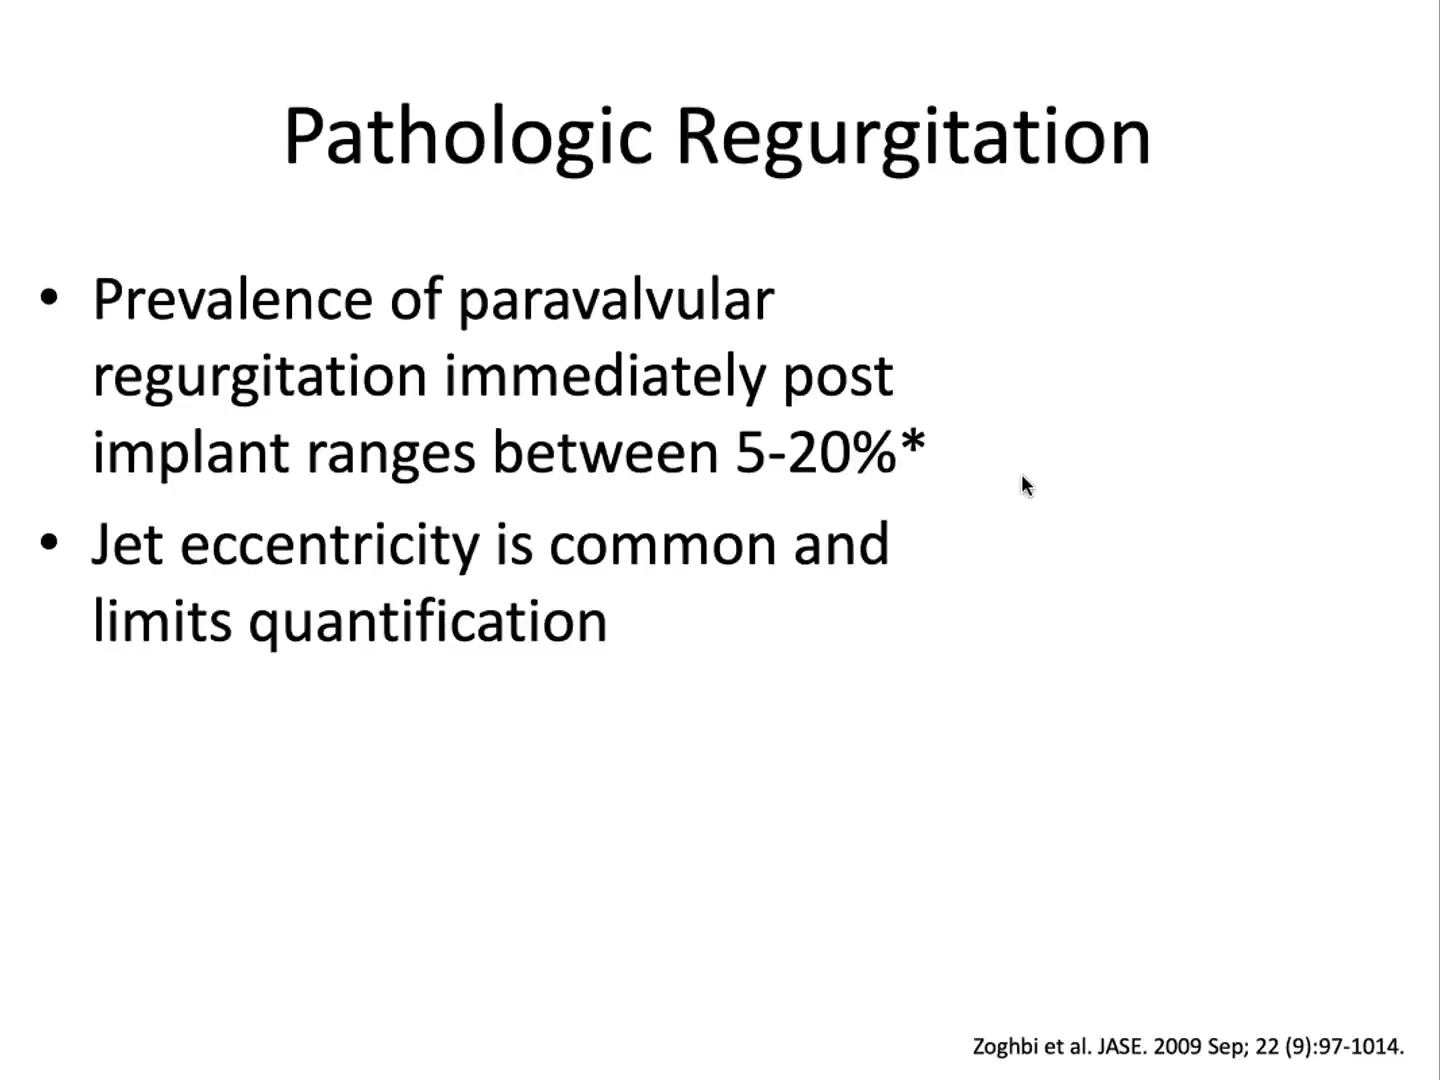 Pathologic Regurgitation
• Prevalence of paravalvular
regurgitation immediately post
implant ranges between 5-20%*
• Jet eccentricity is common and
limits quantification
Zoghbi et al. JASE. 2009 Sep; 22 (9):97-1014.